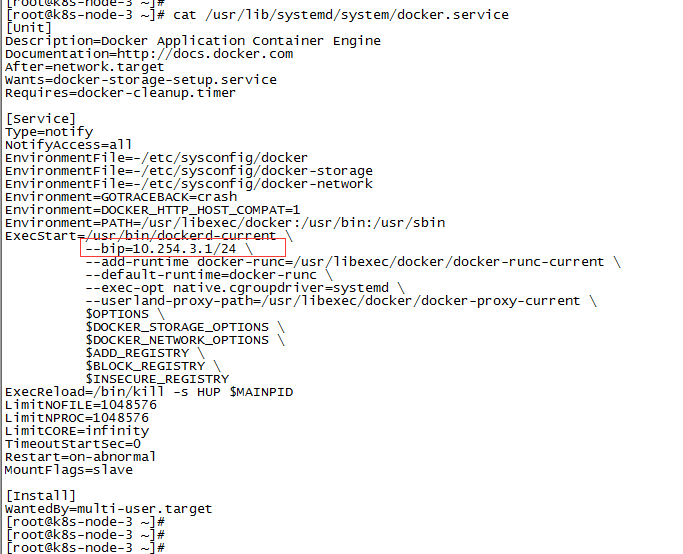 [root@k8s-node-3 ~]#
[root@k8s-node-3 ~]# cat /usr/lib/systemd/system/docker.service
[Unit]
Description=Docker Application Container Engine
Documentation=http://docs.docker.com
After=network.target
Wants=docker-storage-setup.service
Requires=docker-cleanup.timer

[Service]
Type=notify
NotifyAccess=all
EnvironmentFile=-/etc/sysconfig/docker
EnvironmentFile=-/etc/sysconfig/docker-storage
EnvironmentFile=-/etc/sysconfig/docker-network
Environment=GOTRACEBACK=crash
Environment=DOCKER_HTTP_HOST_COMPAT=1
Environment=PATH=/usr/libexec/docker:/usr/bin:/usr/sbin
ExecStart=/usr/bin/dockerd-current \
          --bip=10.254.3.1/24 \
          --add-runtime docker-runc=/usr/libexec/docker/docker-runc-current \
          --default-runtime=docker-runc \
          --exec-opt native.cgroupdriver=systemd \
          --userland-proxy-path=/usr/libexec/docker/docker-proxy-current \
          $OPTIONS \
          $DOCKER_STORAGE_OPTIONS \
          $DOCKER_NETWORK_OPTIONS \
          $ADD_REGISTRY \
          $BLOCK_REGISTRY \
          $INSECURE_REGISTRY
ExecReload=/bin/kill -s HUP $MAINPID
LimitNOFILE=1048576
LimitNPROC=1048576
LimitCORE=infinity
TimeoutStartSec=0
Restart=on-abnormal
MountFlags=slave

[Install]
WantedBy=multi-user.target
[root@k8s-node-3 ~]#
[root@k8s-node-3 ~]#
[root@k8s-node-3 ~]#